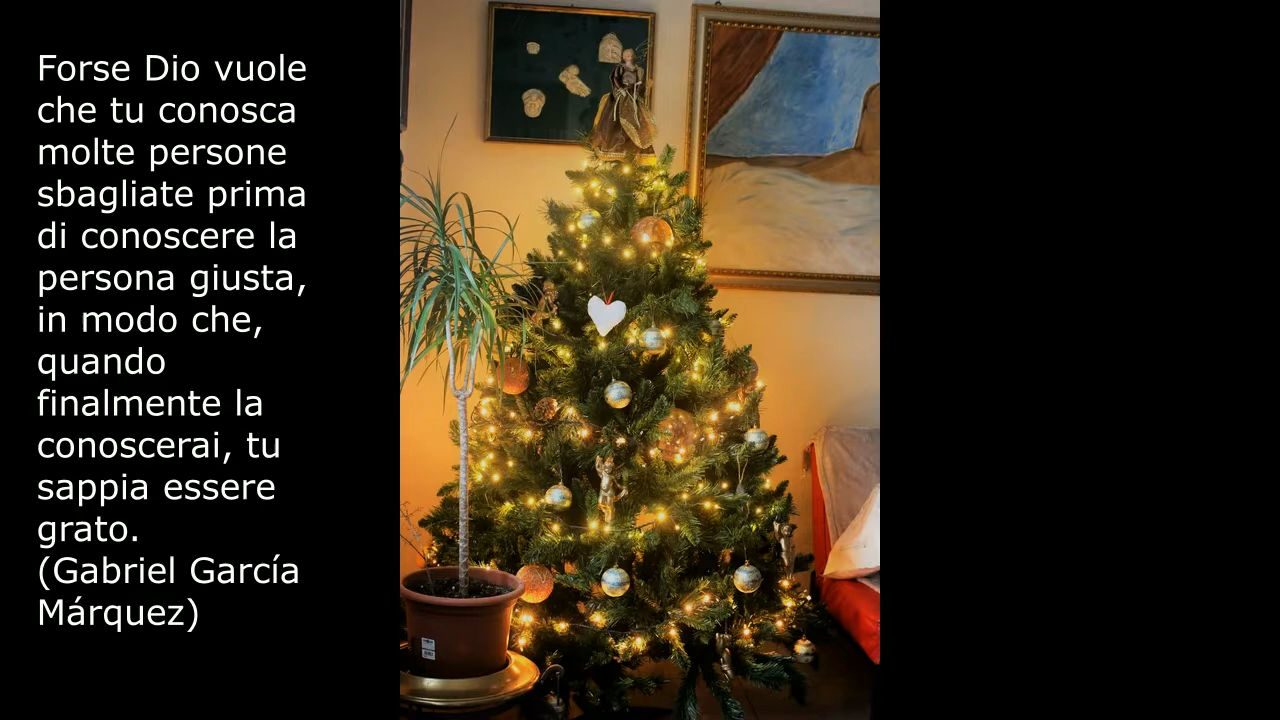 Forse Dio vuole
che tu conosca
molte persone
sbagliate prima
di conoscere la
persona giusta,
in modo che,
quando
finalmente la
conoscerai, tu
sappia essere
grato.
(Gabriel García
Márquez)